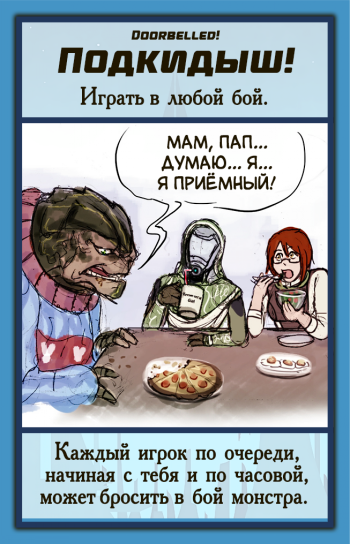 Doorbelled!
Подкидыш!
Играть в любой бой.
МАМ, ПАП...
ДУМАЮ... Я...
Я ПРИЁМНЫЙ!
Каждый игрок по очереди,
начиная с тебя и по часовой,
может бросить в бой монстра.